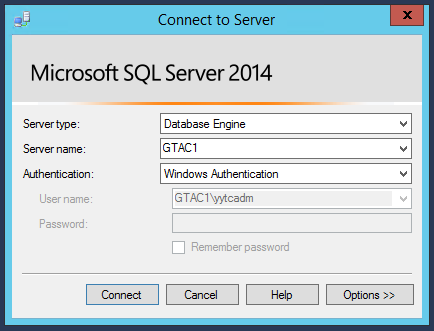 Connect to Server
x
Microsoft SQL Server 2014
Server type: Database Engine
Server name: GTAC1
Authentication: Windows Authentication
User name: GTAC1\yytcadm
Password:
Remember password
Connect Cancel Help Options >>